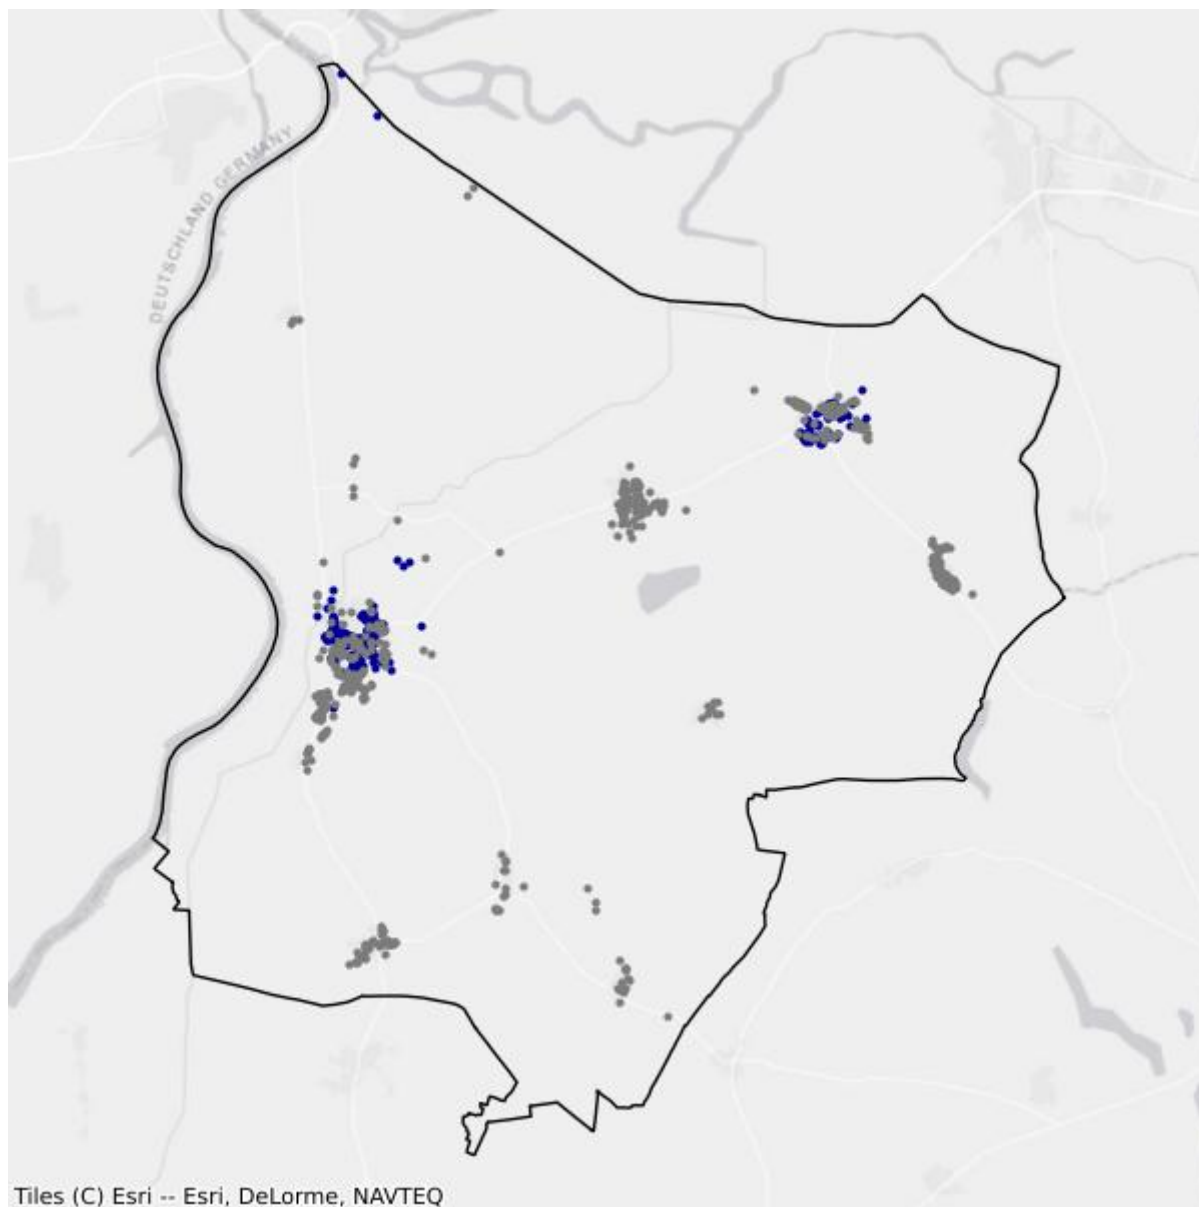 DEUTSCHLAND GERMANY
Tiles (C) Esri -- Esri, DeLorme, NAVTEQ